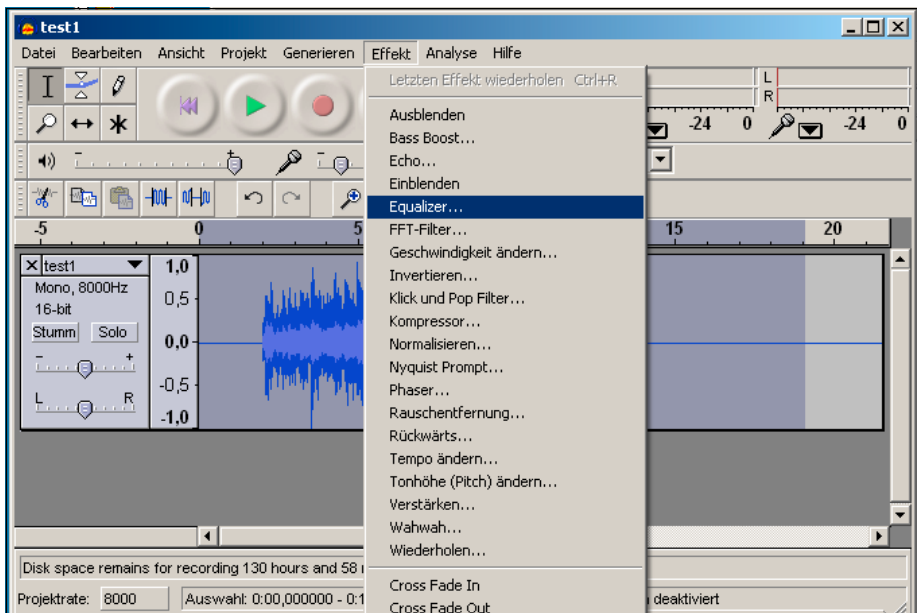 test1
Datei Bearbeiten Ansicht Projekt Generieren Effekt Analyse Hilfe
Letzten Effekt wiederholen Ctrl+R
Ausblenden
Bass Boost...
Echo...
Einblenden
Equalizer...
FFT-Filter...
Geschwindigkeit ändern...
Invertieren...
Klick und Pop Filter...
Kompressor...
Normalisieren...
Nyquist Prompt...
Phaser...
Rauschentfernung...
Rückwärts...
Tempo ändern...
Tonhöhe (Pitch) ändern...
Verstärken...
Wahwah...
Wiederholen...
Cross Fade In
Cross Fade Out
L
R
-24 0 -24 0
-5 0 5 15 20
test1
Mono, 8000Hz
16-bit
Stumm Solo
- +
L R
1,0
0,5
0,0
-0,5
-1,0
Disk space remains for recording 130 hours and 58
Projektrate: 8000 Auswahl: 0:00,000000 - 0:1 deaktiviert